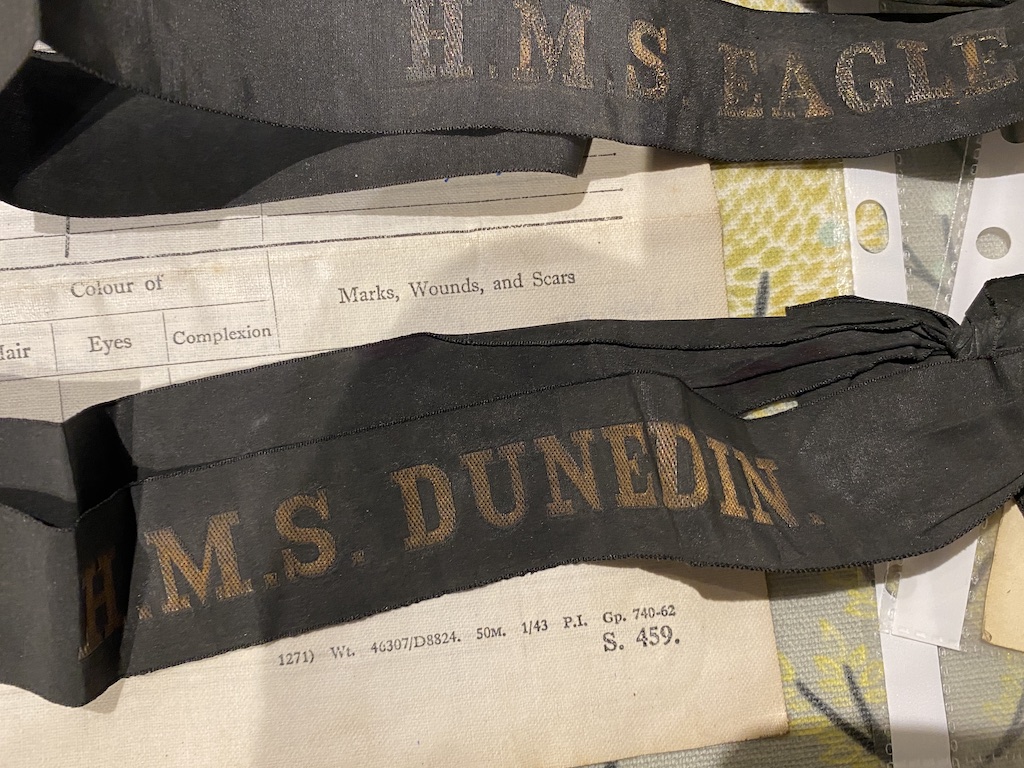 H.M.S EAGLE
Colour of
Marks, Wounds, and Scars
Eyes
Complexion
H.M.S. DUNEDIN.
1271) Wt. 46307/D8824. 50M. 1/43 P.I. Gp. 740-62
S. 459.